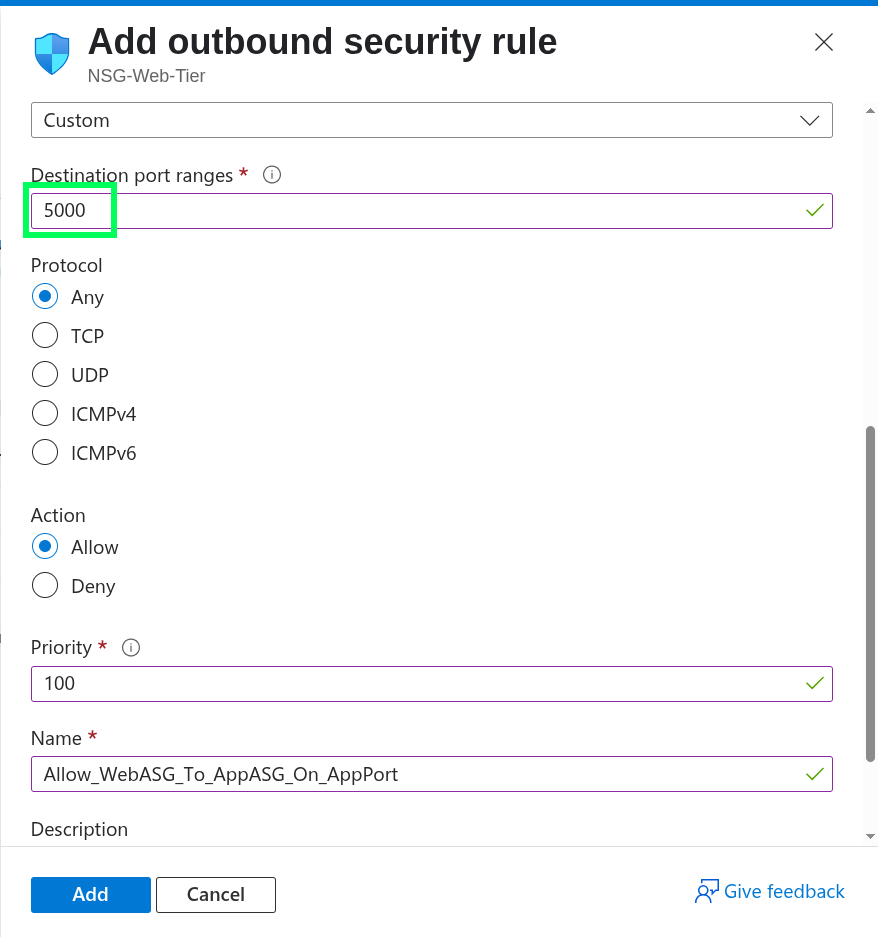 Add outbound security rule
NSG-Web-Tier
Custom
Destination port ranges *
5000
Protocol
Any
TCP
UDP
ICMPv4
ICMPv6
Action
Allow
Deny
Priority *
100
Name *
Allow_WebASG_To_AppASG_On_AppPort
Description
Add Cancel Give feedback